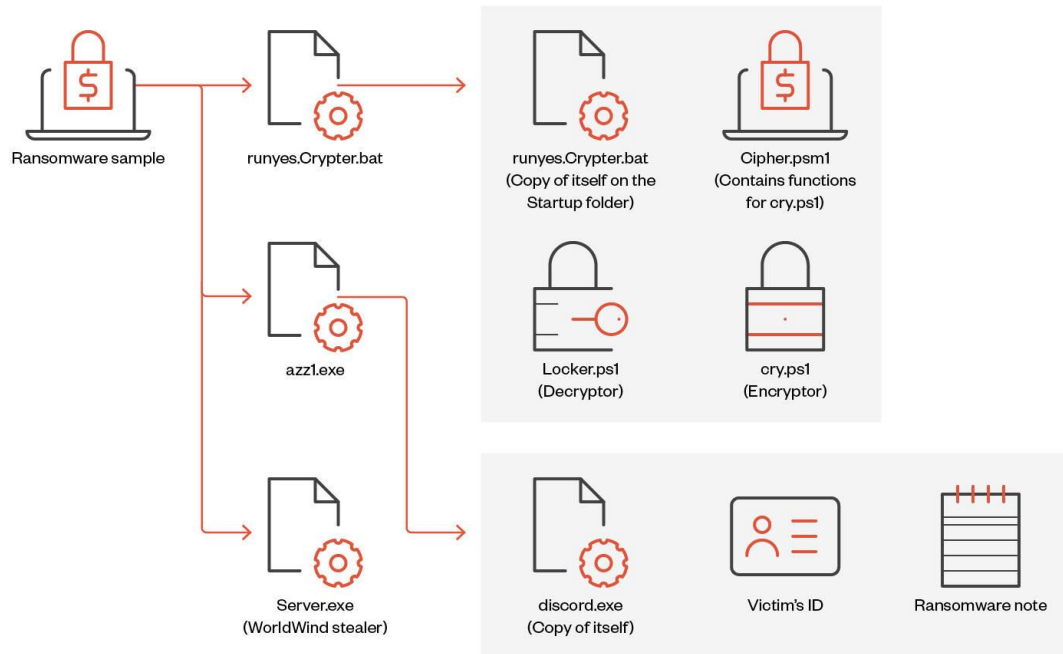 $
$
Ransomware sample
runyes.Crypter.bat
runyes.Crypter.bat
(Copy of itself on the
Startup folder)
Cipher.psm1
(Contains functions
for cry.ps1)
azz1.exe
Locker.ps1
(Decryptor)
cry.ps1
(Encryptor)
Server.exe
(WorldWind stealer)
discord.exe
(Copy of itself)
Victim's ID
Ransomware note